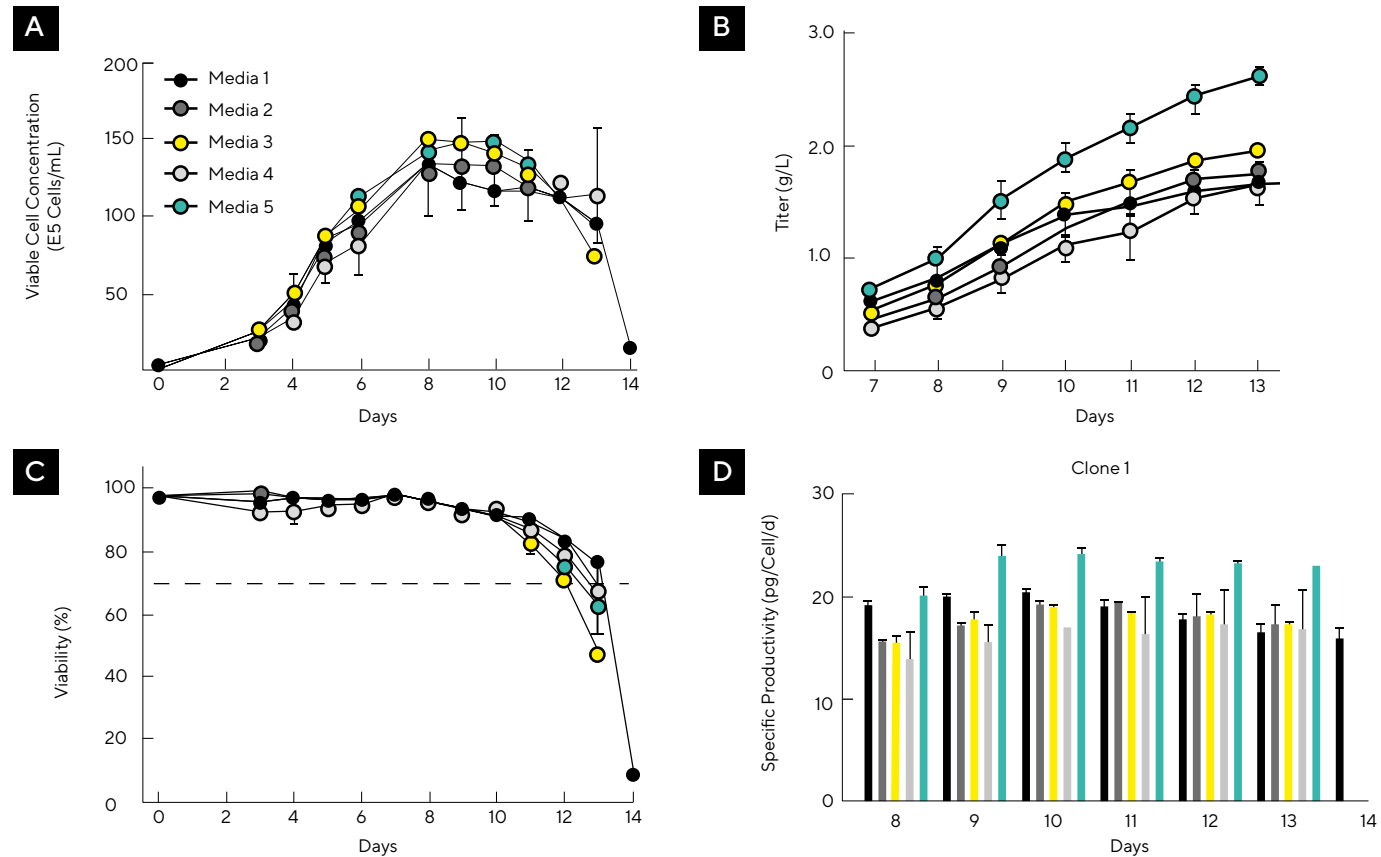 A
Viable Cell Concentration
(E5 Cells/mL)
200
150
100
50
Media 1
Media 2
Media 3
Media 4
Media 5
0 2 4 6 8 10 12 14
Days
B
Titer (g/L)
3.0
2.0
1.0
0
7 8 9 10 11 12 13
Days
C
Viability (%)
100
80
60
40
20
0
0 2 4 6 8 10 12 14
Days
D
Clone 1
Specific Productivity (pg/Cell/d)
30
20
10
0
8 9 10 11 12 13 14
Days